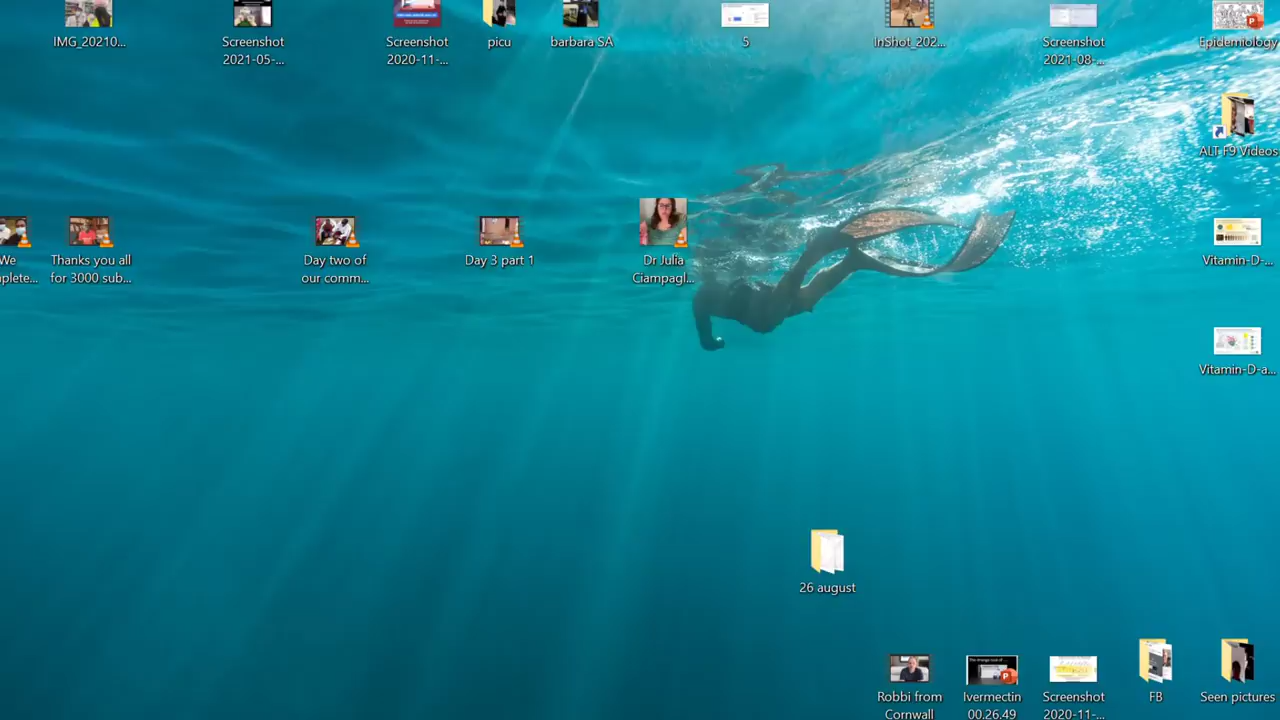 IMG_20210...
Screenshot
2021-05-...
Screenshot
2020-11-...
picu
barbara SA
5
InShot_202...
Screenshot
2021-08-...
Epidemiology
ALT F9 Videos
We
mplete...
Thanks you all
for 3000 sub...
Day two of
our comm...
Day 3 part 1
Dr Julia
Ciampagl...
Vitamin-D-...
Vitamin-D-a...
26 august
Robbi from
Cornwall
Ivermectin
00.26.49
Screenshot
2020-11-...
FB
Seen pictures